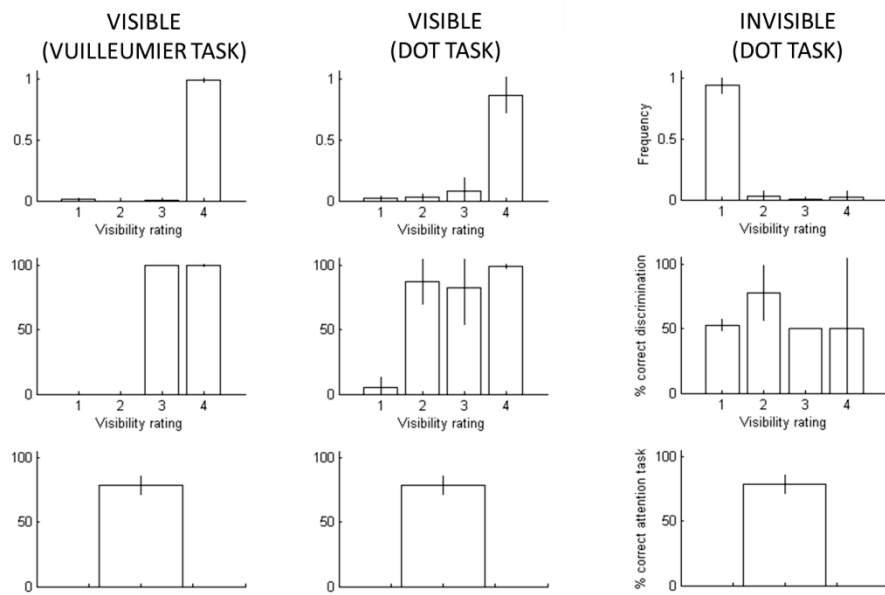 VISIBLE
(VUILLEUMIER TASK)
VISIBLE
(DOT TASK)
INVISIBLE
(DOT TASK)
1
0.5
0
1 2 3 4
Visibility rating
1
0.5
0
1 2 3 4
Visibility rating
Frequency
1
0.5
0
1 2 3 4
Visibility rating
100
50
0
1 2 3 4
Visibility rating
100
50
0
1 2 3 4
Visibility rating
% correct discrimination
100
50
0
1 2 3 4
Visibility rating
100
50
0
100
50
0
% correct attention task
100
50
0